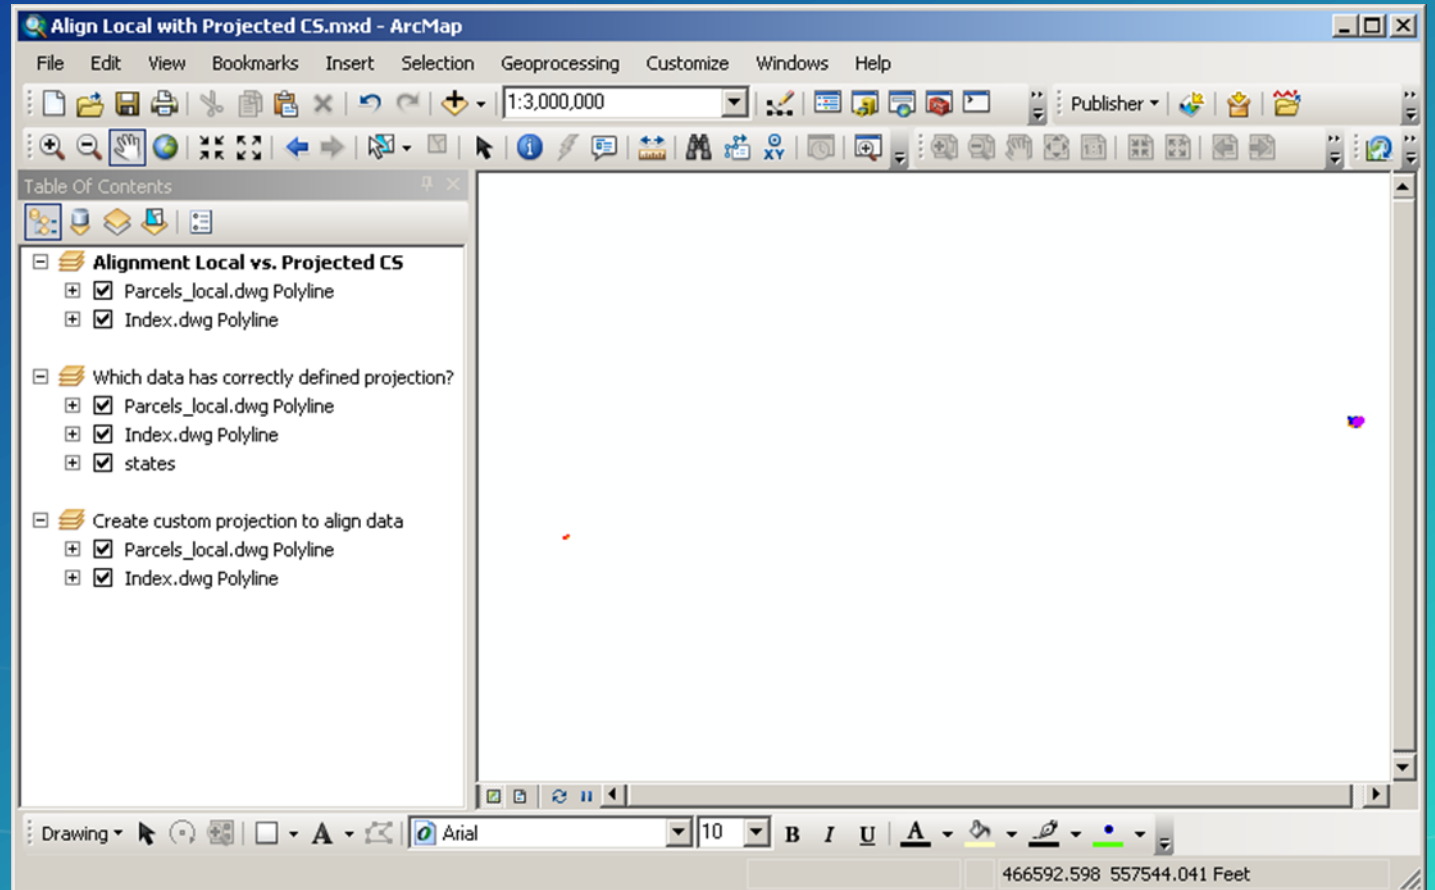 Align Local with Projected CS.mxd - ArcMap
File Edit View Bookmarks Insert Selection Geoprocessing Customize Windows Help
1:3,000,000 Publisher
XY 1:1
Table Of Contents
Alignment Local vs. Projected CS
Parcels_local.dwg Polyline
Index.dwg Polyline
Which data has correctly defined projection?
Parcels_local.dwg Polyline
Index.dwg Polyline
states
Create custom projection to align data
Parcels_local.dwg Polyline
Index.dwg Polyline
Drawing A Arial 10 B I U A
466592.598 557544.041 Feet